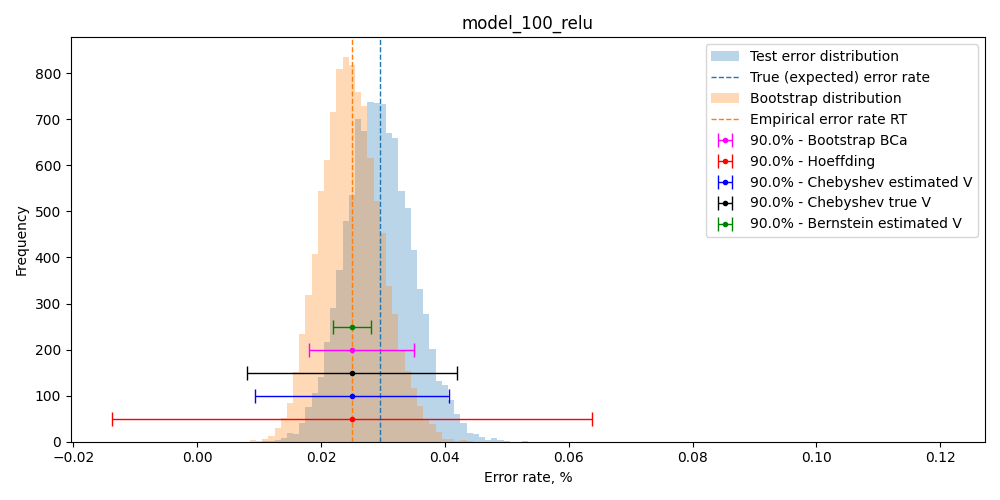 model_100_relu
Test error distribution
True (expected) error rate
Bootstrap distribution
Empirical error rate RT
90.0% - Bootstrap BCa
90.0% - Hoeffding
90.0% - Chebyshev estimated V
90.0% - Chebyshev true V
90.0% - Bernstein estimated V
Frequency
800
700
600
500
400
300
200
100
0
−0.02 0.00 0.02 0.04 0.06 0.08 0.10 0.12
Error rate, %